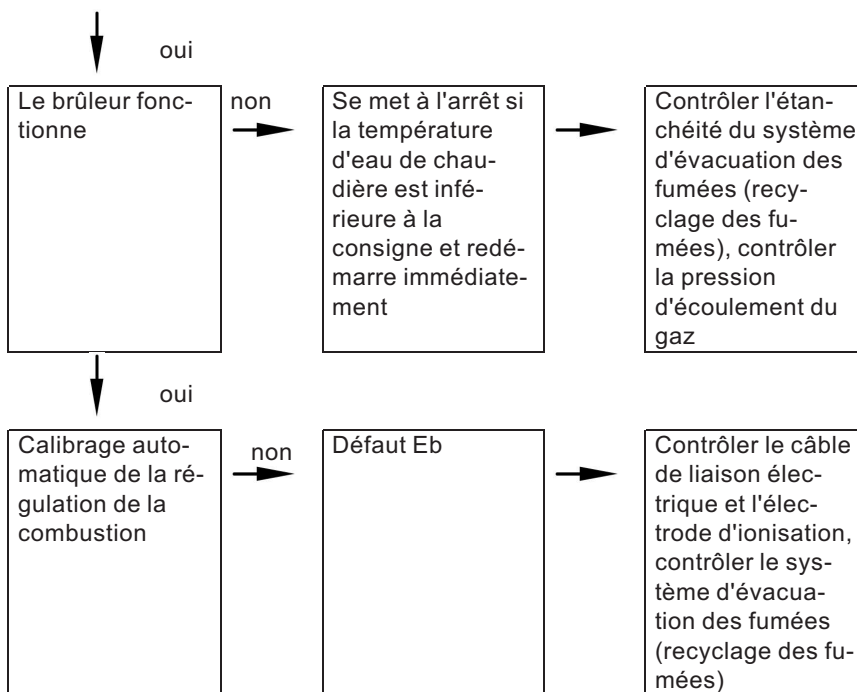 oui
Le brûleur fonc-
tionne
non
Se met à l'arrêt si
la température
d'eau de chau-
dière est infé-
rieure à la
consigne et redé-
marre immédiate-
ment
Contrôler l'étan-
chéité du système
d'évacuation des
fumées (recy-
clage des fu-
mées), contrôler
la pression
d'écoulement du
gaz
oui
Calibrage auto-
matique de la ré-
gulation de la
combustion
non
Défaut Eb
Contrôler le câble
de liaison élec-
trique et l'élec-
trode d'ionisation,
contrôler le sys-
tème d'évacua-
tion des fumées
(recyclage des fu-
mées)